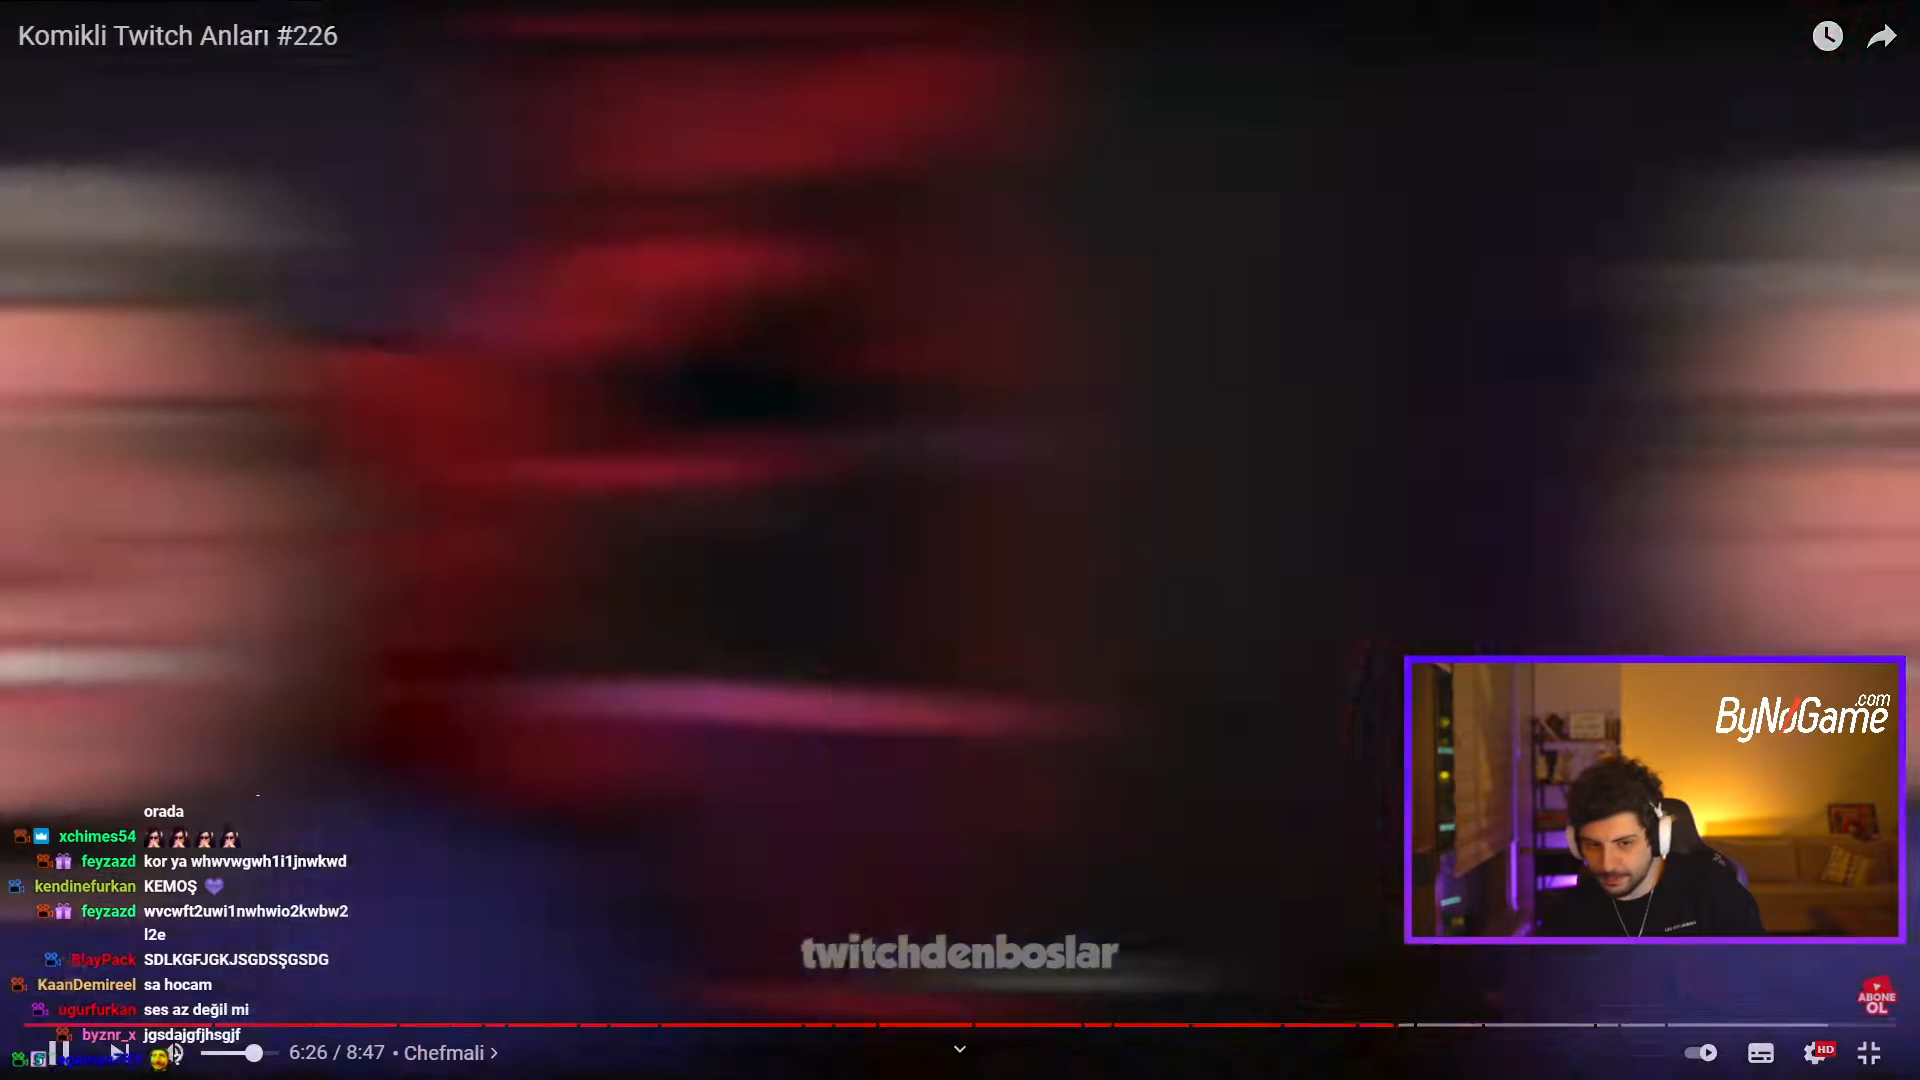 Komikli Twitch Anları #226
ByNoGame.com
orada
xchimes54
feyzazd kor ya whwvwgwh1i1jnwkwd
kendinefurkan KEMOŞ
feyzazd wvcwft2uwi1nwhwio2kwbw2
l2e
BlayPack SDLKGFJGKJSGDSŞGSDG
KaanDemireel sa hocam
ugurfurkan ses az değil mi
byznr_x jgsdajgfjhsgjf
twitchdenboslar
ABONE
OL
6:26 / 8:47 • Chefmali
HD